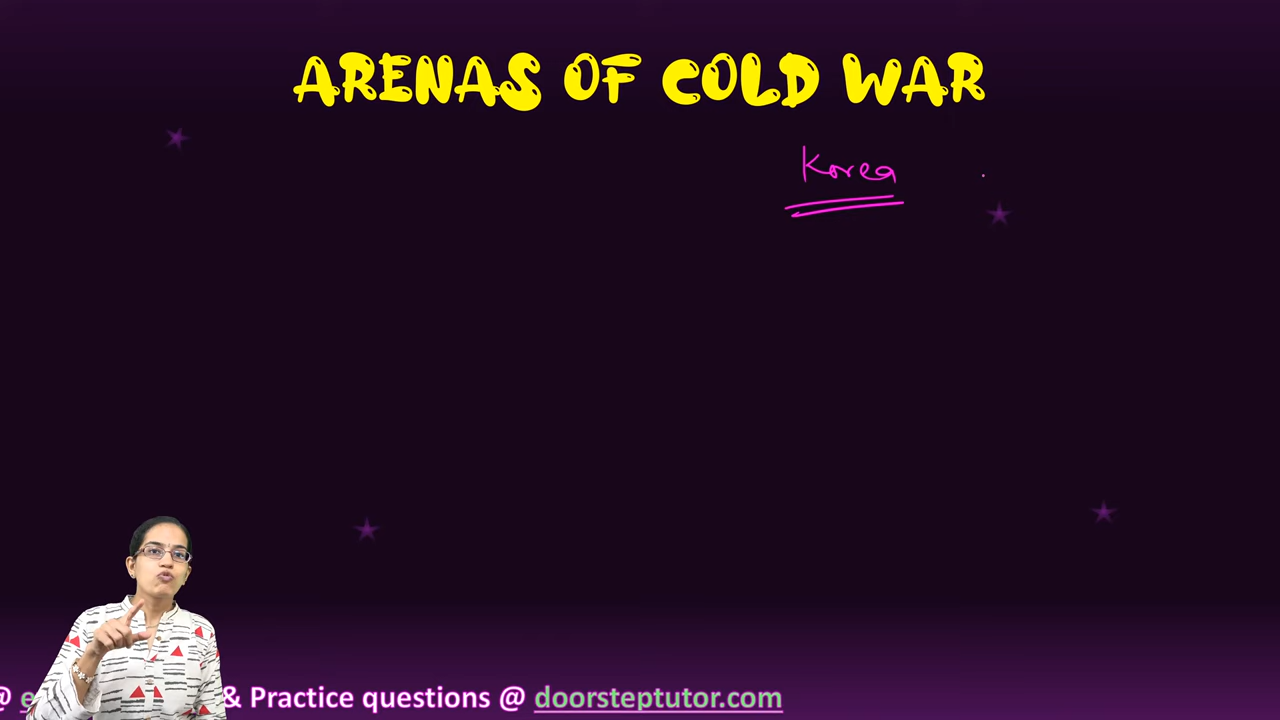 ARENAS OF COLD WAR
Korea
@ e & Practice questions @ doorsteptutor.com